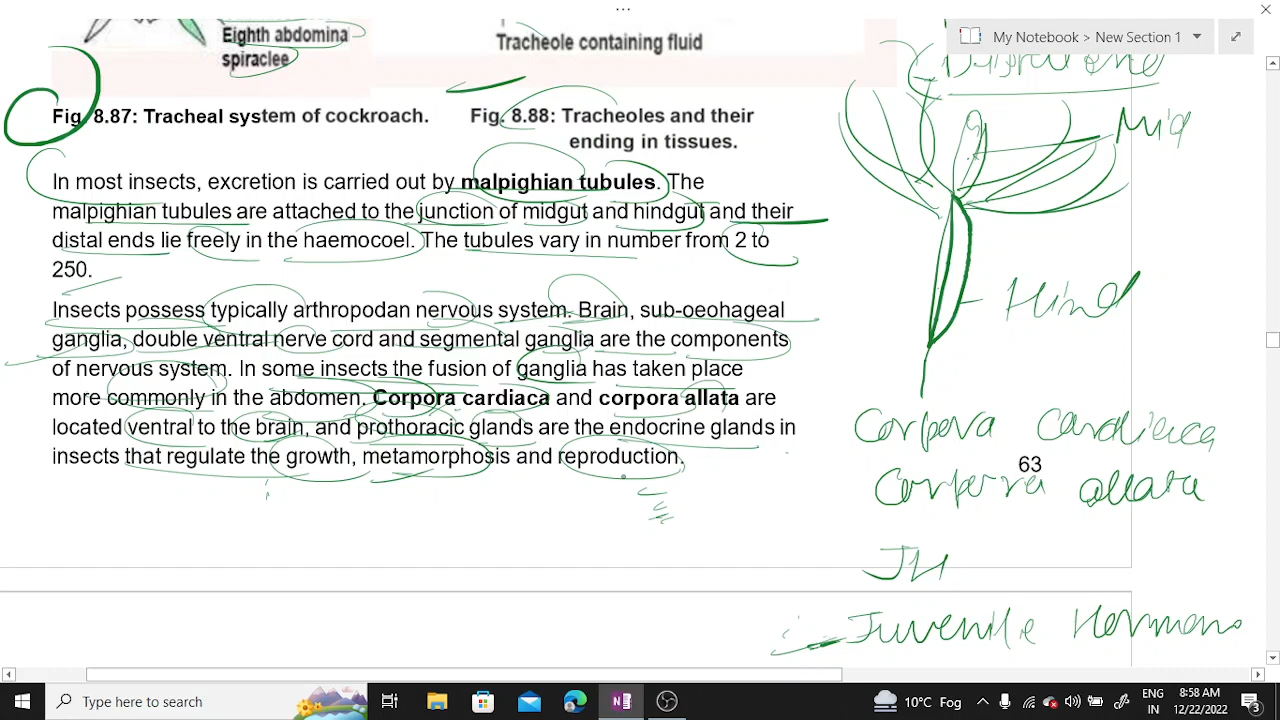 ...
My Notebook > New Section 1
Eighth abdomina
spiraclee
Tracheole containing fluid
Mid
Fig. 8.87: Tracheal system of cockroach.
Fig. 8.88: Tracheoles and their
ending in tissues.
In most insects, excretion is carried out by malpighian tubules. The
malpighian tubules are attached to the junction of midgut and hindgut and their
distal ends lie freely in the haemocoel. The tubules vary in number from 2 to
250.
Hind
Insects possess typically arthropodan nervous system. Brain, sub-oeohageal
ganglia, double ventral nerve cord and segmental ganglia are the components
of nervous system. In some insects the fusion of ganglia has taken place
more commonly in the abdomen. Corpora cardiaca and corpora allata are
located ventral to the brain, and prothoracic glands are the endocrine glands in
insects that regulate the growth, metamorphosis and reproduction.
Corpora Cardiaca
63
Corpora allata
JH
Juvenile Hormone
Type here to search
10°C Fog
ENG
IN
8:58 AM
12/22/2022
3